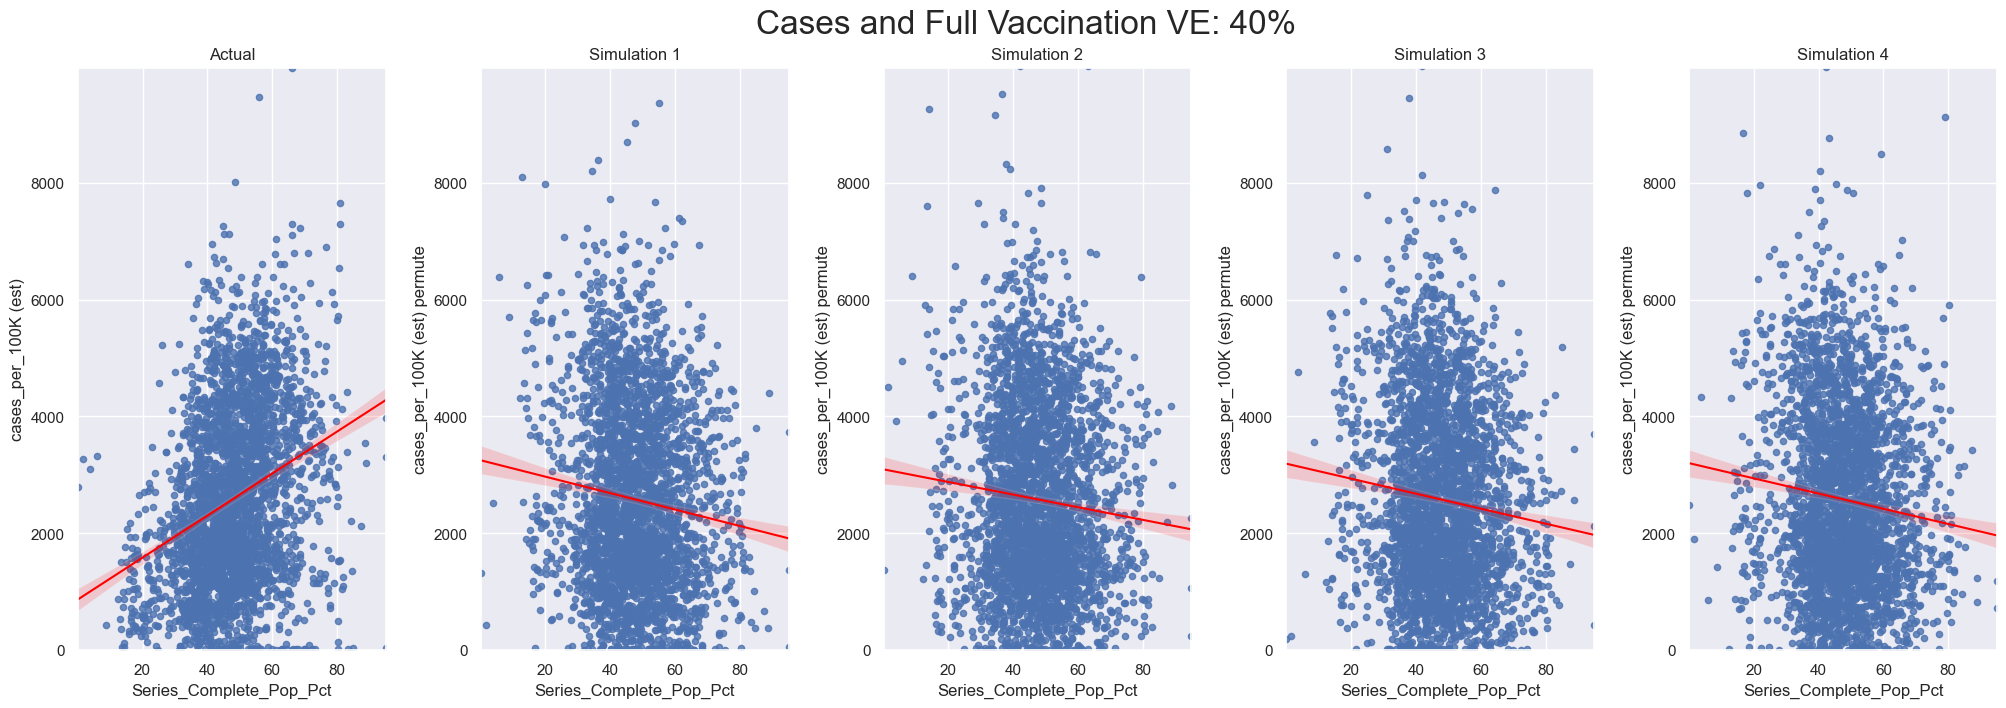 Cases and Full Vaccination VE: 40%
Actual
cases_per_100K (est)
8000
6000
4000
2000
0
20 40 60 80
Series_Complete_Pop_Pct
Simulation 1
cases_per_100K (est) permute
8000
6000
4000
2000
0
20 40 60 80
Series_Complete_Pop_Pct
Simulation 2
cases_per_100K (est) permute
8000
6000
4000
2000
0
20 40 60 80
Series_Complete_Pop_Pct
Simulation 3
cases_per_100K (est) permute
8000
6000
4000
2000
0
20 40 60 80
Series_Complete_Pop_Pct
Simulation 4
cases_per_100K (est) permute
8000
6000
4000
2000
0
20 40 60 80
Series_Complete_Pop_Pct